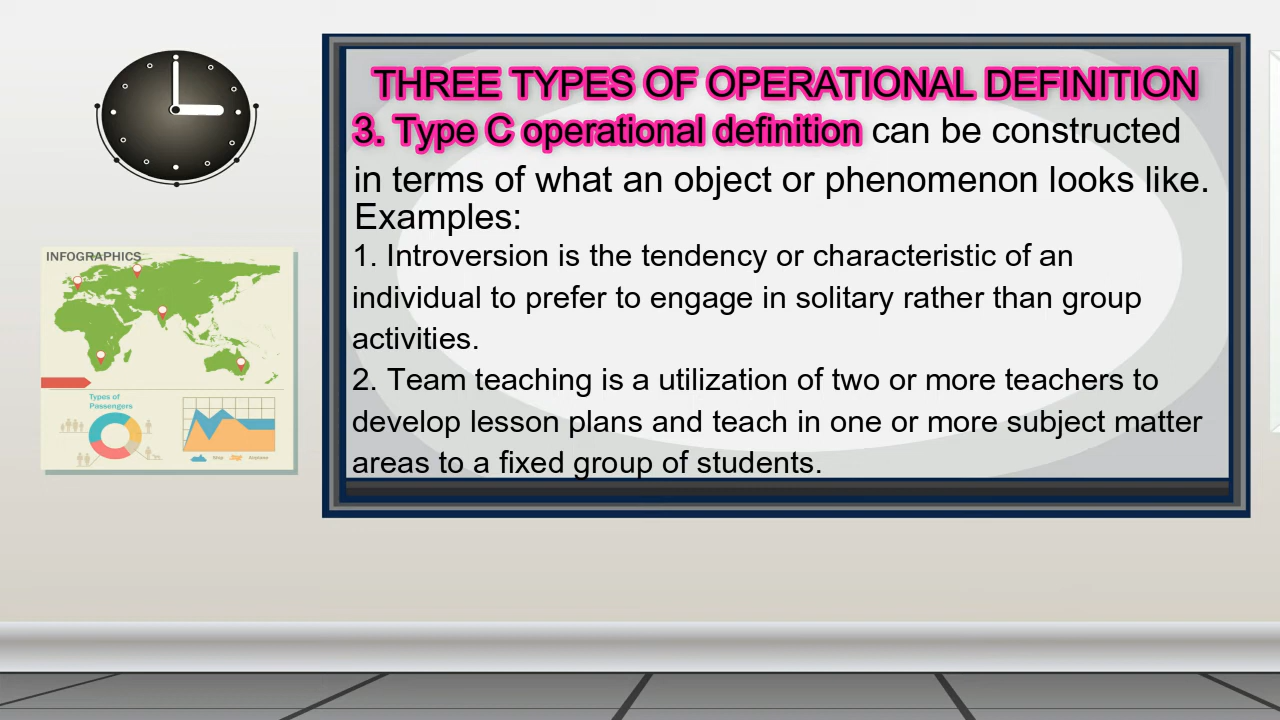 THREE TYPES OF OPERATIONAL DEFINITION
3. Type C operational definition can be constructed
in terms of what an object or phenomenon looks like.
Examples:
1. Introversion is the tendency or characteristic of an
individual to prefer to engage in solitary rather than group
activities.
2. Team teaching is a utilization of two or more teachers to
develop lesson plans and teach in one or more subject matter
areas to a fixed group of students.
INFOGRAPHICS
Types of
Passengers
Ship Airplane